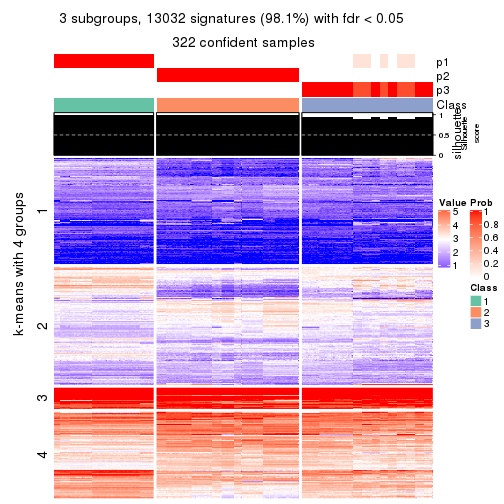 3 subgroups, 13032 signatures (98.1%) with fdr < 0.05
322 confident samples
p1
p2
p3
Class
1
0.5
0
silhouette
Silhouette
score
k-means with 4 groups
1
2
3
4
Value
5
4
3
2
1
Prob
1
0.8
0.6
0.4
0.2
0
Class
1
2
3